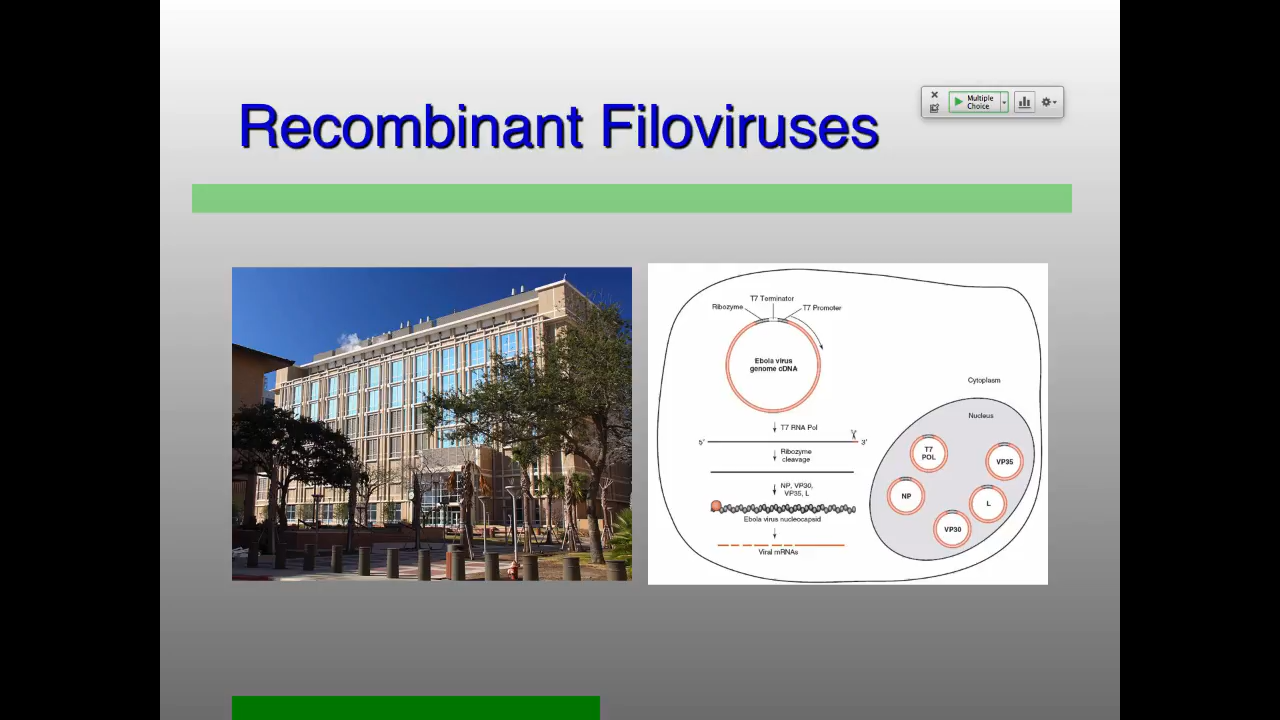 Recombinant Filoviruses
Multiple
Choice
T7 Terminator
Ribozyme
T7 Promoter
Ebola virus
genome cDNA
Cytoplasm
Nucleus
T7 RNA Pol
5'
3'
Ribozyme
cleavage
T7
POL
VP35
NP, VP30,
VP35, L
NP
L
Ebola virus nucleocapsid
VP30
Viral mRNAs